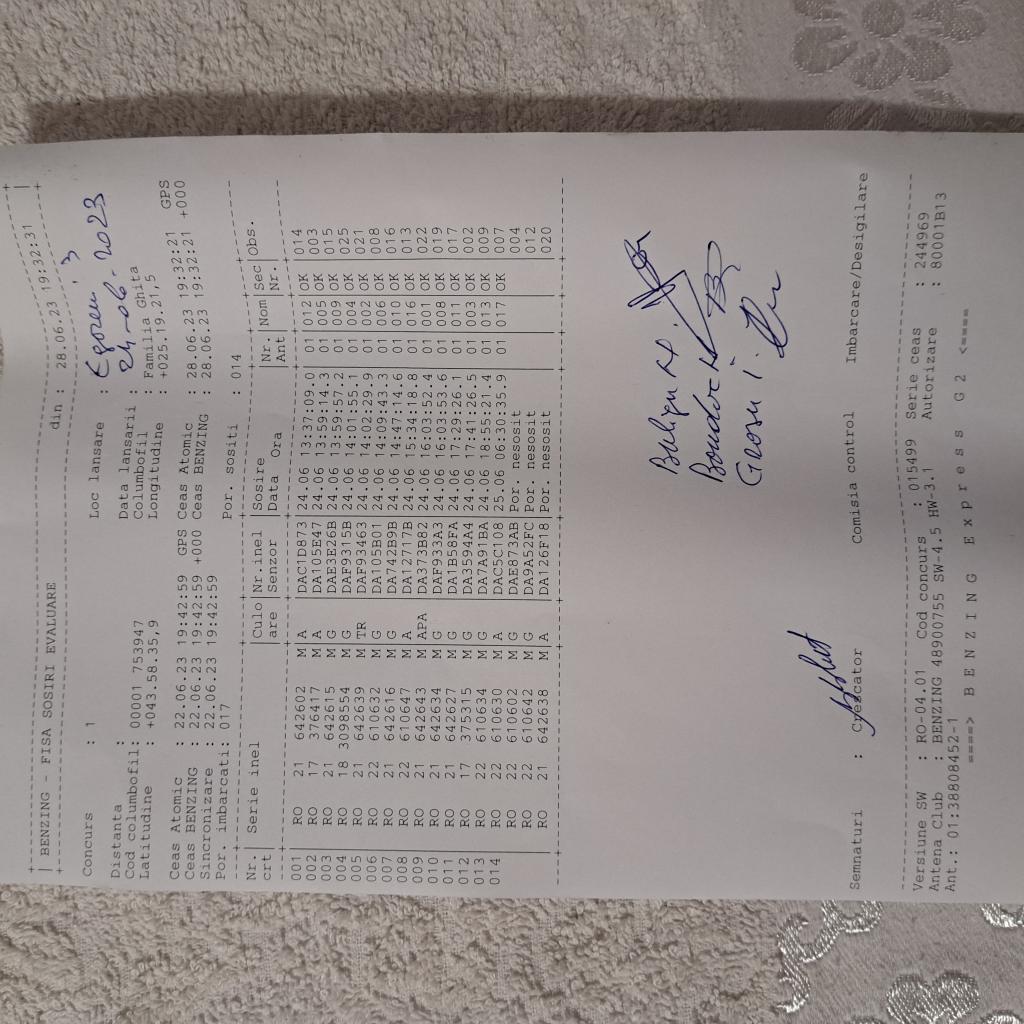 +-----------------------------------------------------------------------------+
| BENZING - FISA SOSIRI EVALUARE din : 28.06.23 19:32:31 |
+-----------------------------------------------------------------------------+
Concurs : 1 Loc lansare : 3
Distanta : Data lansarii : 24-06-2023
Cod columbofil: 00001 753947 Columbofil : Familia Ghita
Latitudine : +043.58.35,9 Longitudine : +025.19.21,5
Ceas Atomic : 22.06.23 19:42:59 GPS Ceas Atomic : 28.06.23 19:32:21 GPS
Ceas BENZING : 22.06.23 19:42:59 +000 Ceas BENZING : 28.06.23 19:32:21 +000
Sincronizare : 22.06.23 19:42:59
Por. imbarcati: 017 Por. sositi : 014
Nr. | Serie inel |Culo |Nr.inel |Sosire |Nr. |Nom |Sec |Obs.
crt| |are |Senzor |Data Ora |Ant | |Nr. |
001 RO 21 642602 M A DAC1D873 24.06 13:37:09.0 01 012 OK 014
002 RO 17 376417 M A DA105E47 24.06 13:59:14.3 01 005 OK 003
003 RO 21 642615 M G DAE3E26B 24.06 13:59:57.2 01 009 OK 015
004 RO 18 3098554 M G DAF9315B 24.06 14:01:55.1 01 004 OK 025
005 RO 21 642639 M TR DAF93463 24.06 14:02:29.9 01 002 OK 021
006 RO 22 610632 M G DA105B01 24.06 14:09:43.3 01 006 OK 008
007 RO 21 642616 M G DA742B9B 24.06 14:47:14.6 01 010 OK 016
008 RO 22 610647 M A DA12717B 24.06 15:34:18.8 01 016 OK 013
009 RO 21 642643 M APA DA373B82 24.06 16:03:52.4 01 001 OK 022
010 RO 21 642634 M G DAF933A3 24.06 16:03:53.6 01 008 OK 019
011 RO 21 642627 M G DA1B58FA 24.06 17:29:26.1 01 011 OK 017
012 RO 17 375315 M G DA3594A4 24.06 17:41:26.5 01 003 OK 002
013 RO 22 610634 M G DA7A91BA 24.06 18:55:21.4 01 013 OK 009
014 RO 22 610630 M A DAC5C108 25.06 06:30:35.9 01 017 OK 007
RO 22 610602 M G DAE873AB Por. nesosit 004
RO 22 610642 M G DA9A52FC Por. nesosit 012
RO 21 642638 M A DA126F18 Por. nesosit 020
Semnaturi : Crescator Comisia control Imbarcare/Desigilare
Versiune SW : RO-04.01 Cod concurs : 015499 Serie ceas : 244969
Antena Club : BENZING 48900755 SW-4.5 HW-3.1 Autorizare : 80001B13
Ant.: 01:38808452-1
====> B E N Z I N G E X p r e s s G 2 <====